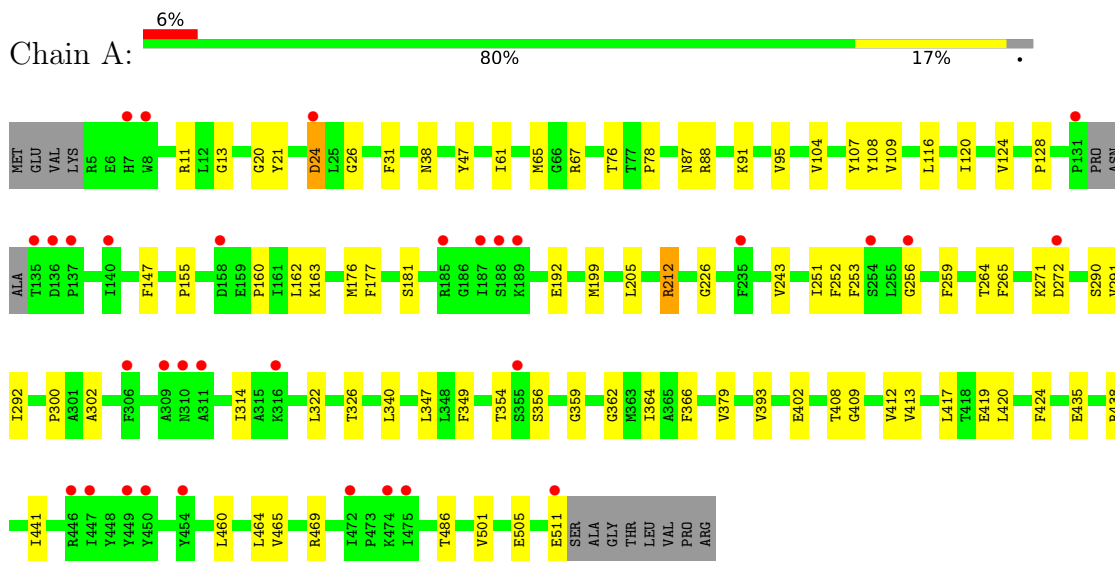 6%
Chain A:
80% 17% •
MET GLU VAL LYS R5 E6 H7 W8 R11 L12 G13 G20 Y21 D24 L25 G26 F31 N38 Y47 I61 M65 G66 R67 T76 T77 P78 N87 R88 K91 V95 V104 Y107 Y108 V109 L116 I120 V124 P128 P131 PRO ASN
ALA T135 D136 P137 I140 F147 P155 D158 E159 P160 I161 L162 K163 M176 F177 S181 R185 G186 I187 S188 K189 E192 M199 L205 R212 G226 F235 V243 I251 F252 F253 S254 L255 G256 F259 T264 F265 K271 D272 S290
I292 P300 A301 A302 F306 A309 N310 A311 I314 A315 K316 L322 T326 L340 L347 L348 F349 T354 S355 S356 G359 G362 M363 I364 A365 F366 V379 V393 E402 T408 G409 V412 V413 L417 T418 E419 L420 F424 E435
I441 R446 I447 Y448 Y449 Y450 Y454 L460 L464 V465 R469 I472 P473 K474 I475 T486 V501 E505 E511 SER ALA GLY THR LEU VAL PRO ARG